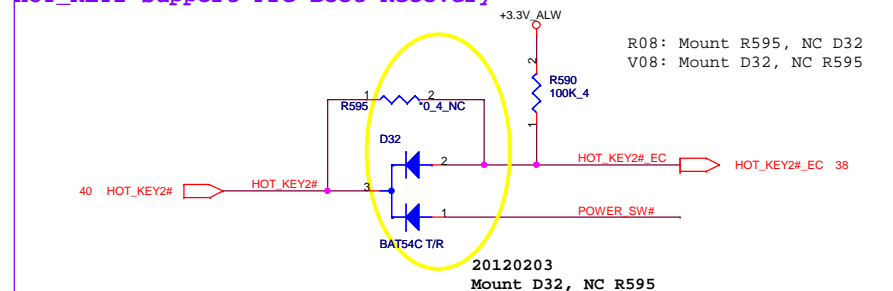 HOT_KEY2 Support Pre-Boot Recovery
+3.3V_ALW
R08: Mount R595, NC D32
V08: Mount D32, NC R595
2
R590
100K_4
1
1
2
R595
*0_4_NC
D32
2
HOT_KEY2#_EC
HOT_KEY2#_EC 38
40 HOT_KEY2#
HOT_KEY2#
3
1
POWER_SW#
BAT54C T/R
20120203
Mount D32, NC R595